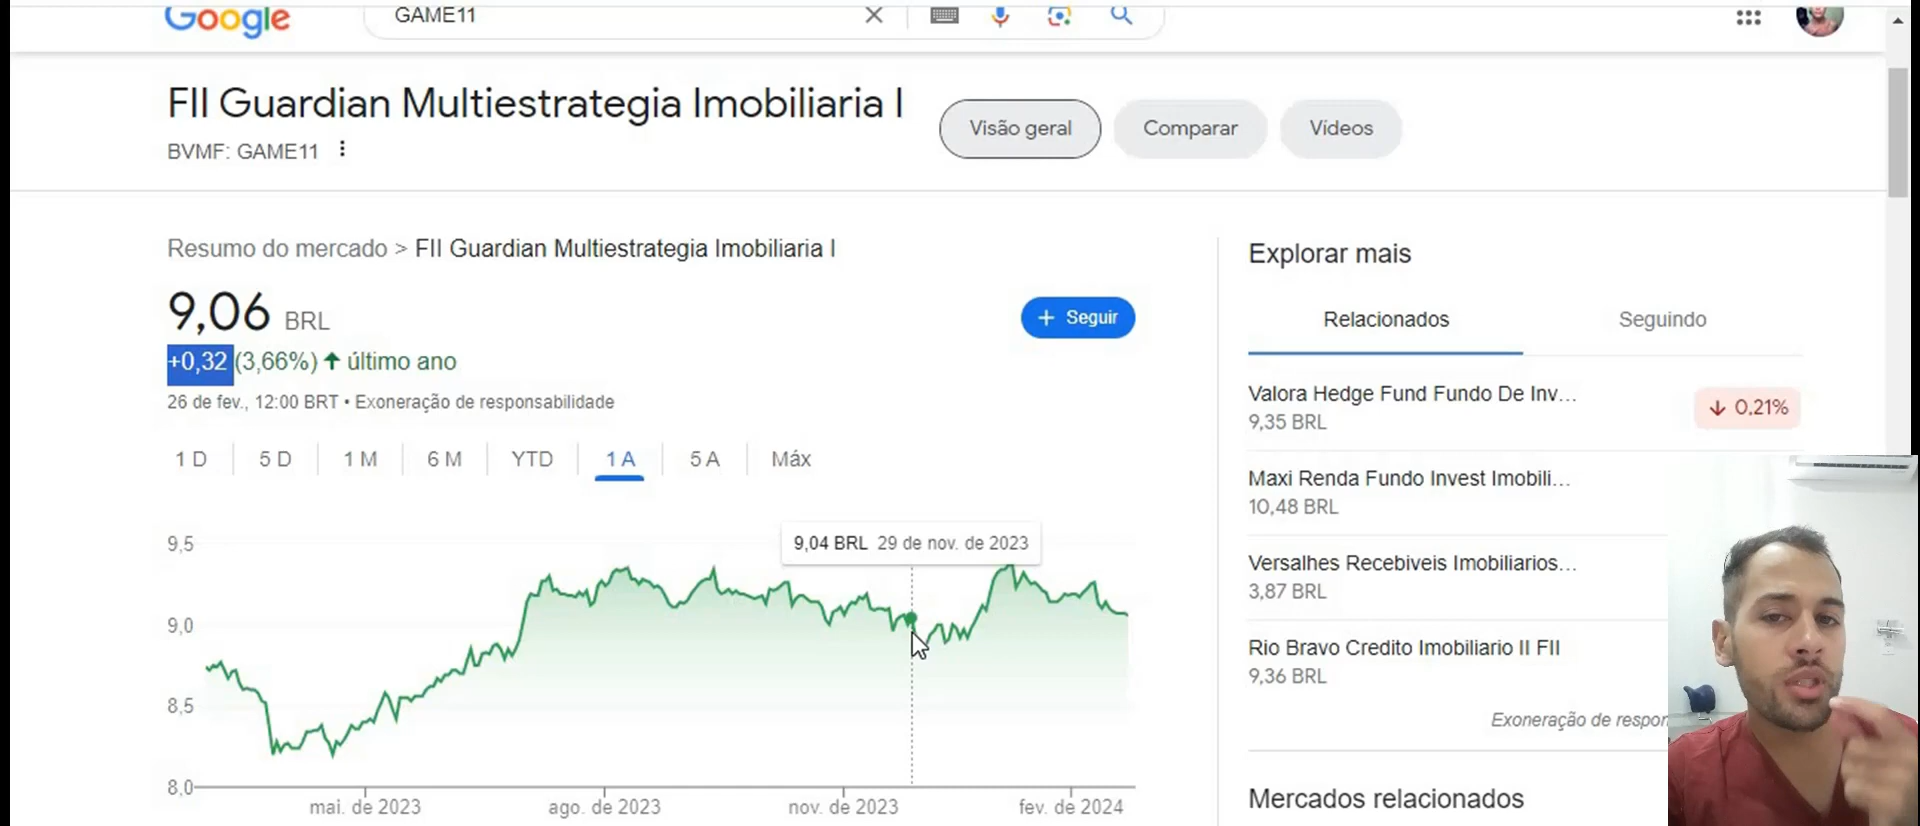 Google
GAME11
FII Guardian Multiestrategia Imobiliaria I
BVMF: GAME11
Visão geral
Comparar
Vídeos
Resumo do mercado > FII Guardian Multiestrategia Imobiliaria I
9,06 BRL
+0,32 (3,66%) ↑ último ano
26 de fev., 12:00 BRT • Exoneração de responsabilidade
+ Seguir
1 D
5 D
1 M
6 M
YTD
1 A
5 A
Máx
9,04 BRL 29 de nov. de 2023
9,5
9,0
8,5
8,0
mai. de 2023
ago. de 2023
nov. de 2023
fev. de 2024
Explorar mais
Relacionados
Seguindo
Valora Hedge Fund Fundo De Inv...
9,35 BRL
↓ 0,21%
Maxi Renda Fundo Invest Imobili...
10,48 BRL
Versalhes Recebiveis Imobiliarios...
3,87 BRL
Rio Bravo Credito Imobiliario II FII
9,36 BRL
Exoneração de respon
Mercados relacionados